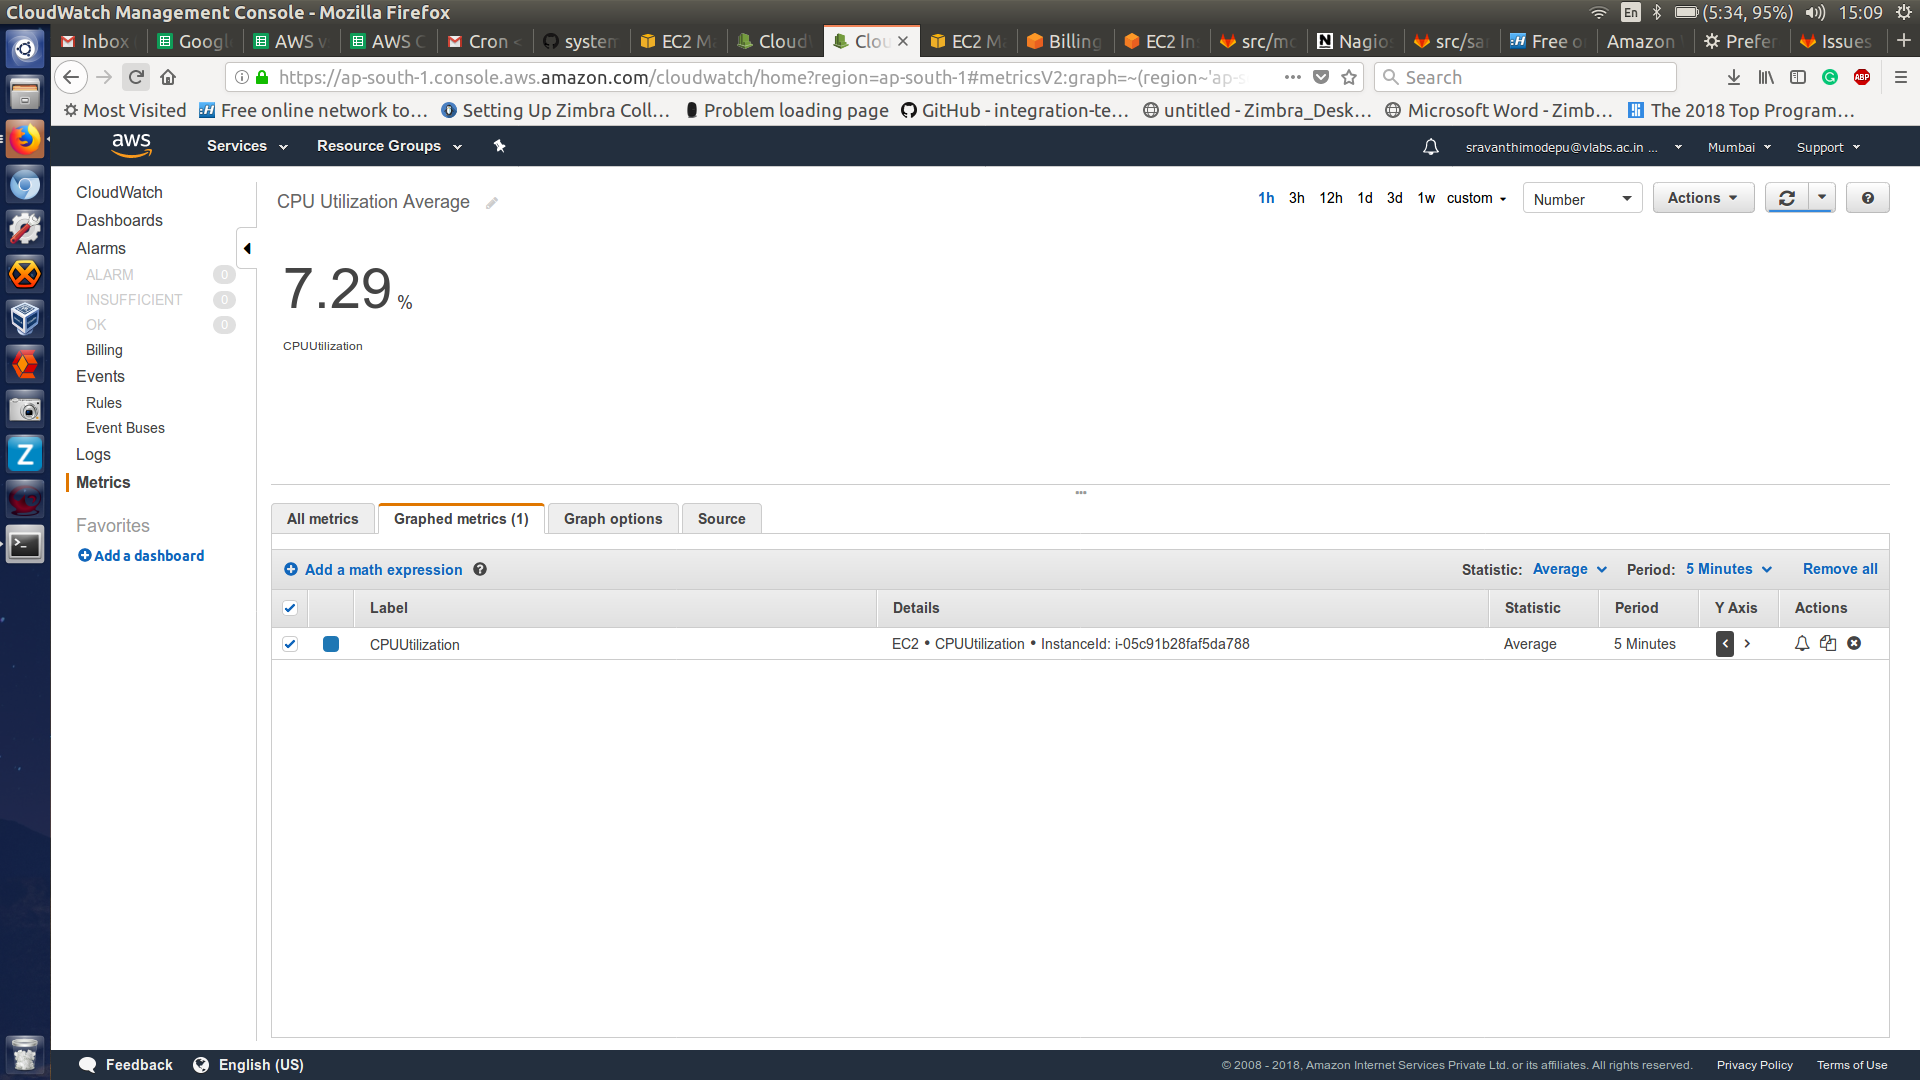 CloudWatch Management Console - Mozilla Firefox
En (5:34, 95%) 15:09
Inbox Googl AWS v AWS C Cron < system EC2 M Cloud Clou EC2 M Billing EC2 In src/mo Nagios src/sa Free o Amazon Prefer Issues
https://ap-south-1.console.aws.amazon.com/cloudwatch/home?region=ap-south-1#metricsV2:graph=~(region~'ap-s Search
Most Visited Free online network to... Setting Up Zimbra Coll... Problem loading page GitHub - integration-te... untitled - Zimbra_Desk... Microsoft Word - Zimb... The 2018 Top Program...
aws Services Resource Groups sravanthimodepu@vlabs.ac.in ... Mumbai Support
CloudWatch
Dashboards
Alarms
ALARM 0
INSUFFICIENT 0
OK 0
Billing
Events
Rules
Event Buses
Logs
Metrics
Favorites
Add a dashboard
CPU Utilization Average
1h 3h 12h 1d 3d 1w custom Number Actions
7.29 %
CPUUtilization
All metrics Graphed metrics (1) Graph options Source
Add a math expression Statistic: Average Period: 5 Minutes Remove all
Label Details Statistic Period Y Axis Actions
CPUUtilization EC2 • CPUUtilization • InstanceId: i-05c91b28faf5da788 Average 5 Minutes < >
Feedback English (US) © 2008 - 2018, Amazon Internet Services Private Ltd. or its affiliates. All rights reserved. Privacy Policy Terms of Use